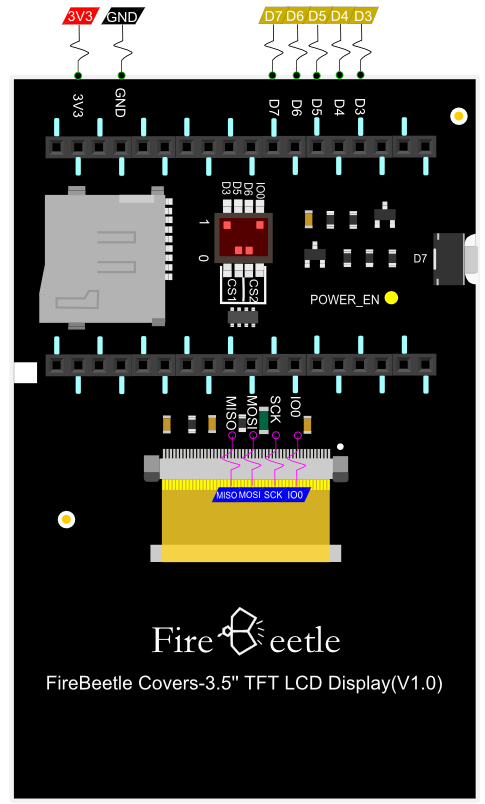 3V3 GND D7 D6 D5 D4 D3
3V3 GND D7 D6 D5 D4 D3
D3 D5 D6 IO0
1
0
D7
CS1 CS2
POWER_EN
MISO MOSI SCK IO0
MISO MOSI SCK IO0
Fire eetle
FireBeetle Covers-3.5'' TFT LCD Display(V1.0)